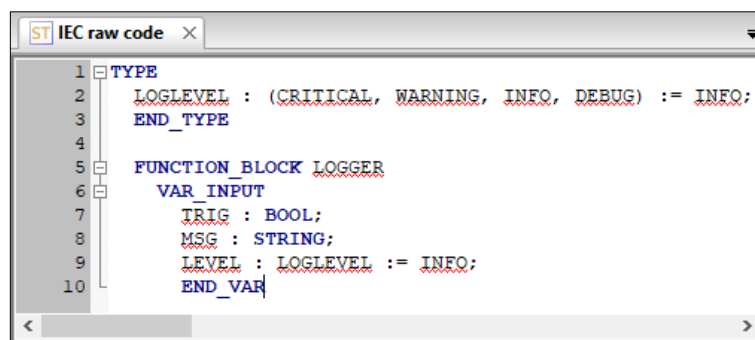 ST IEC raw code ×
1 TYPE
2 LOGLEVEL : (CRITICAL, WARNING, INFO, DEBUG) := INFO;
3 END_TYPE
4
5 FUNCTION_BLOCK LOGGER
6 VAR_INPUT
7 TRIG : BOOL;
8 MSG : STRING;
9 LEVEL : LOGLEVEL := INFO;
10 END_VAR